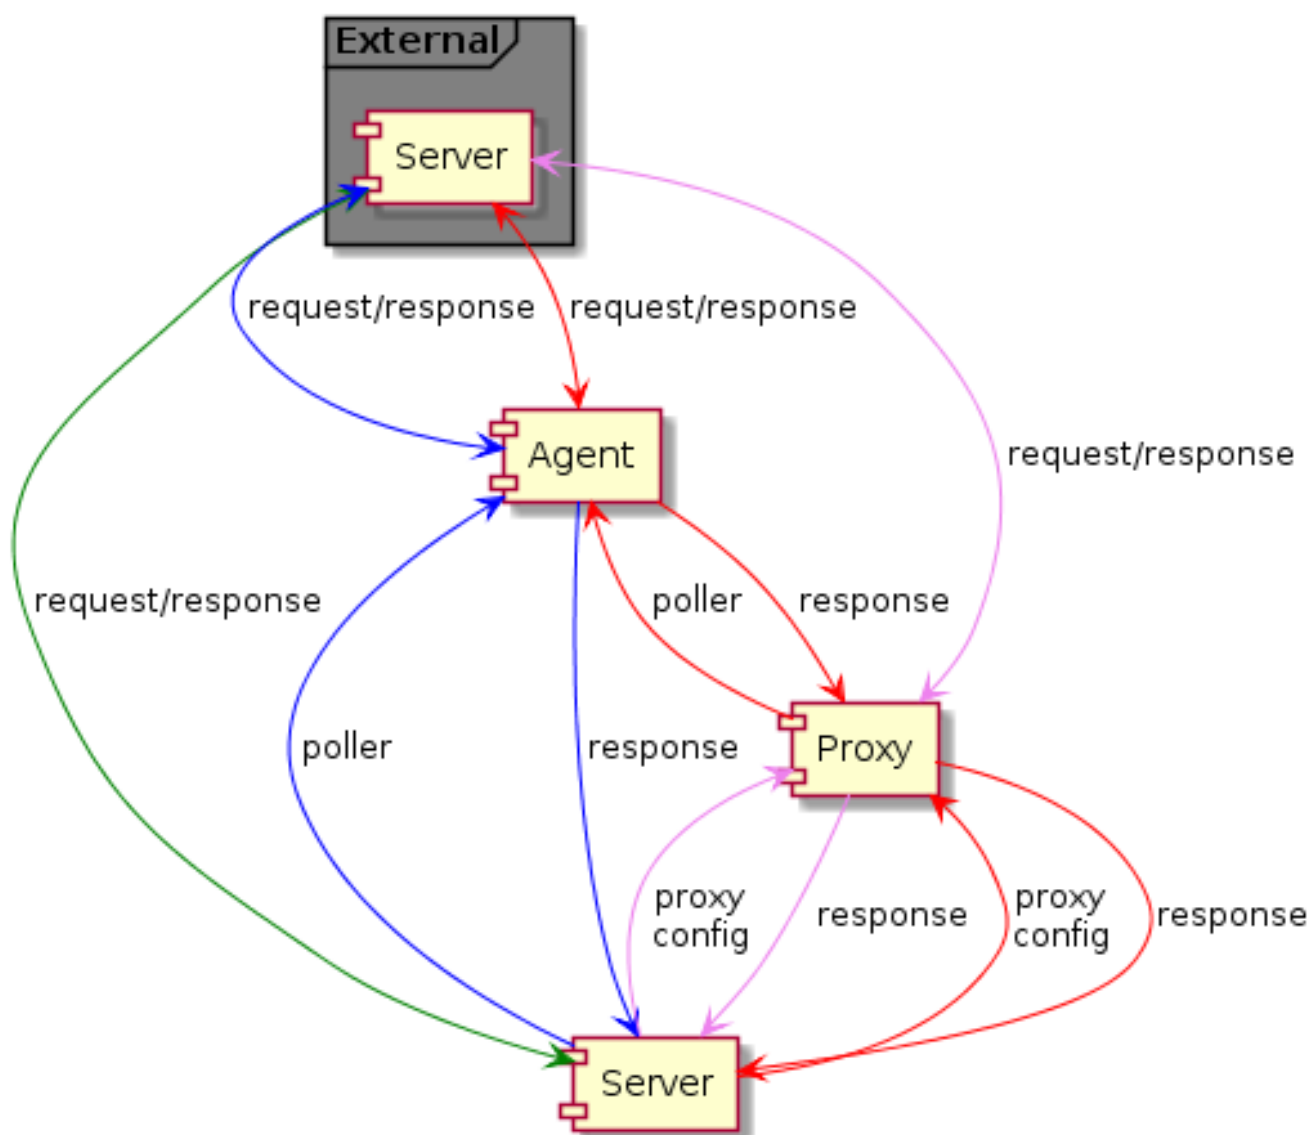 External
Server
request/response
request/response
Agent
request/response
request/response
poller
response
poller
response
Proxy
proxy
config
response
proxy
config
response
Server